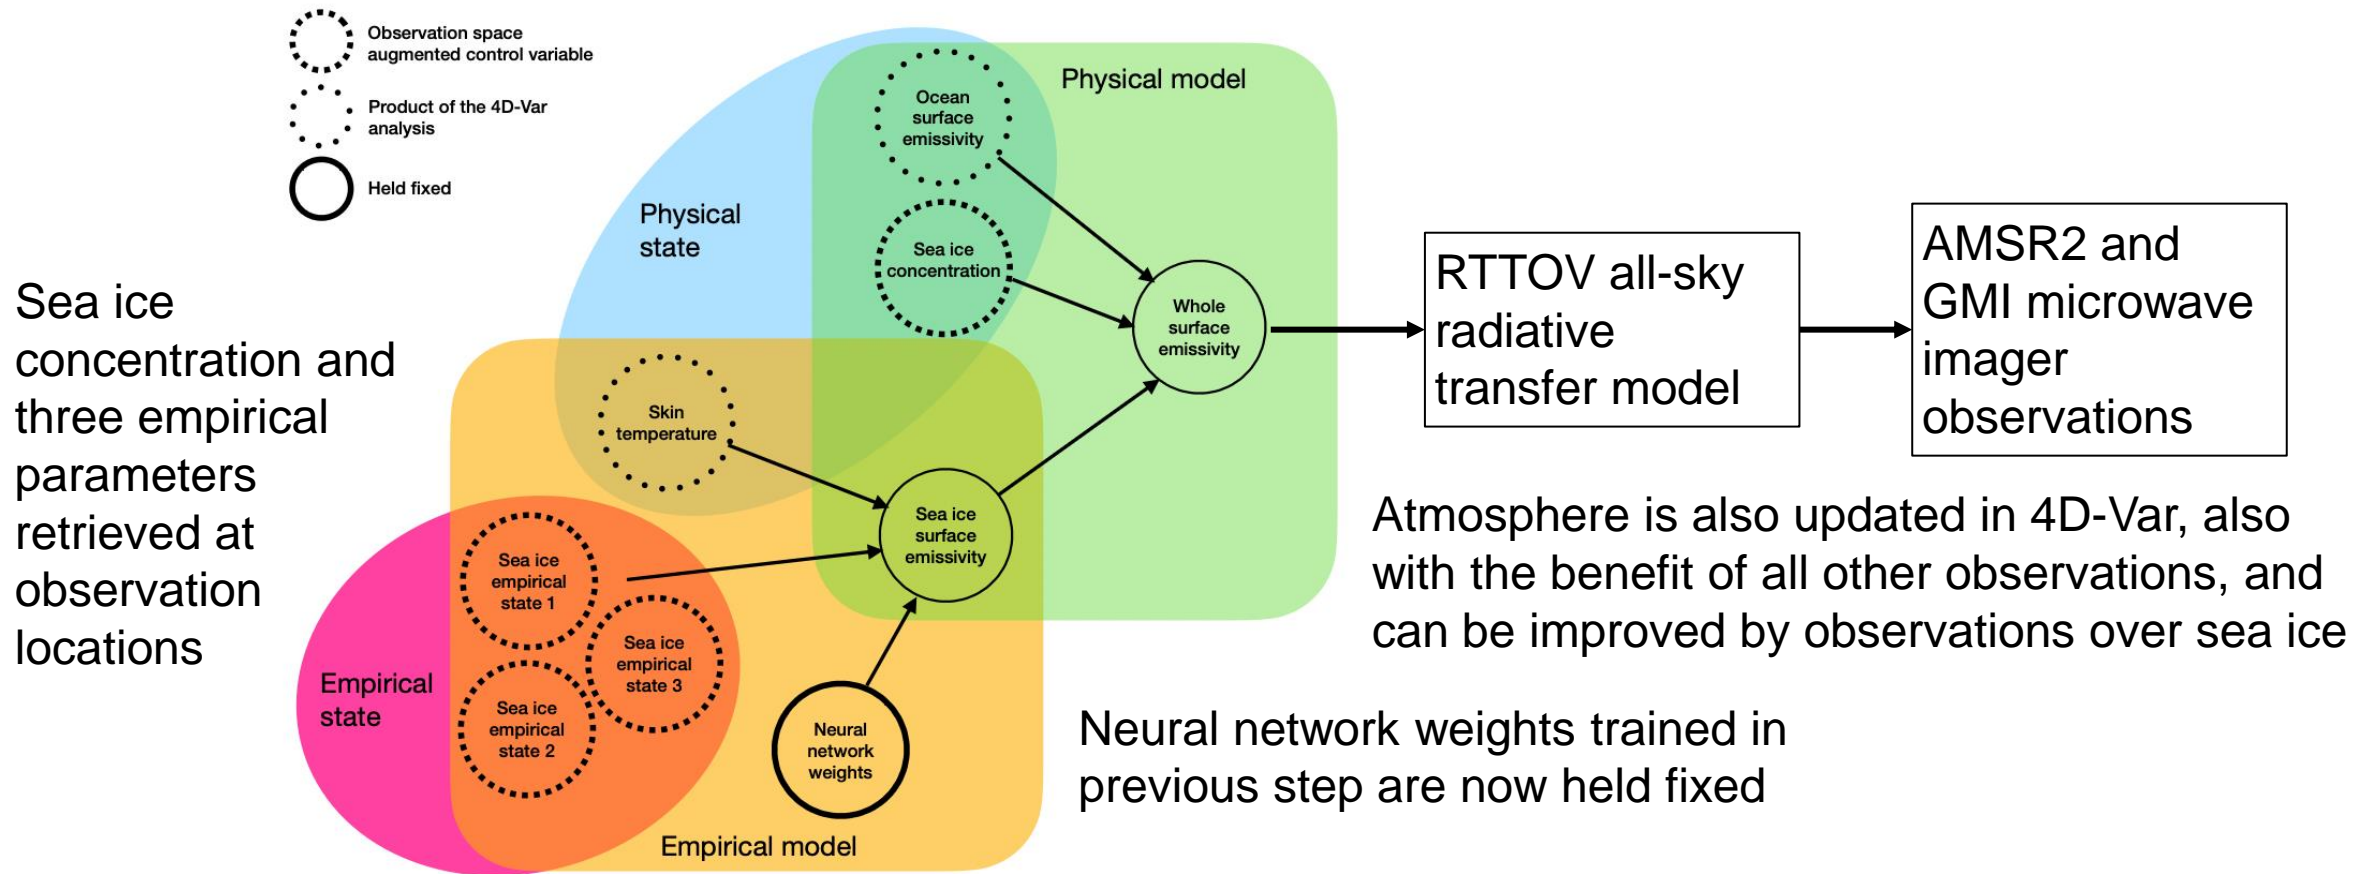 Observation space
augmented control variable
Product of the 4D-Var
analysis
Held fixed
Sea ice
concentration and
three empirical
parameters
retrieved at
observation
locations
Physical
state
Physical model
Ocean
surface
emissivity
Sea ice
concentration
Whole
surface
emissivity
Skin
temperature
Sea ice
surface
emissivity
Sea ice
empirical
state 1
Sea ice
empirical
state 3
Sea ice
empirical
state 2
Empirical
state
Neural
network
weights
Empirical model
RTTOV all-sky
radiative
transfer model
AMSR2 and
GMI microwave
imager
observations
Atmosphere is also updated in 4D-Var, also
with the benefit of all other observations, and
can be improved by observations over sea ice
Neural network weights trained in
previous step are now held fixed